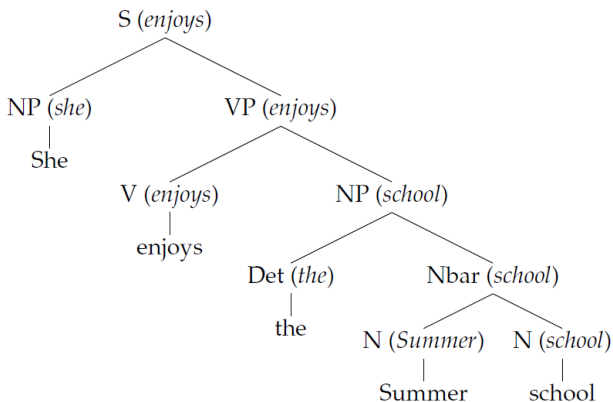 S (enjoys)
NP (she) VP (enjoys)
She
V (enjoys) NP (school)
enjoys
Det (the) Nbar (school)
the
N (Summer) N (school)
Summer school